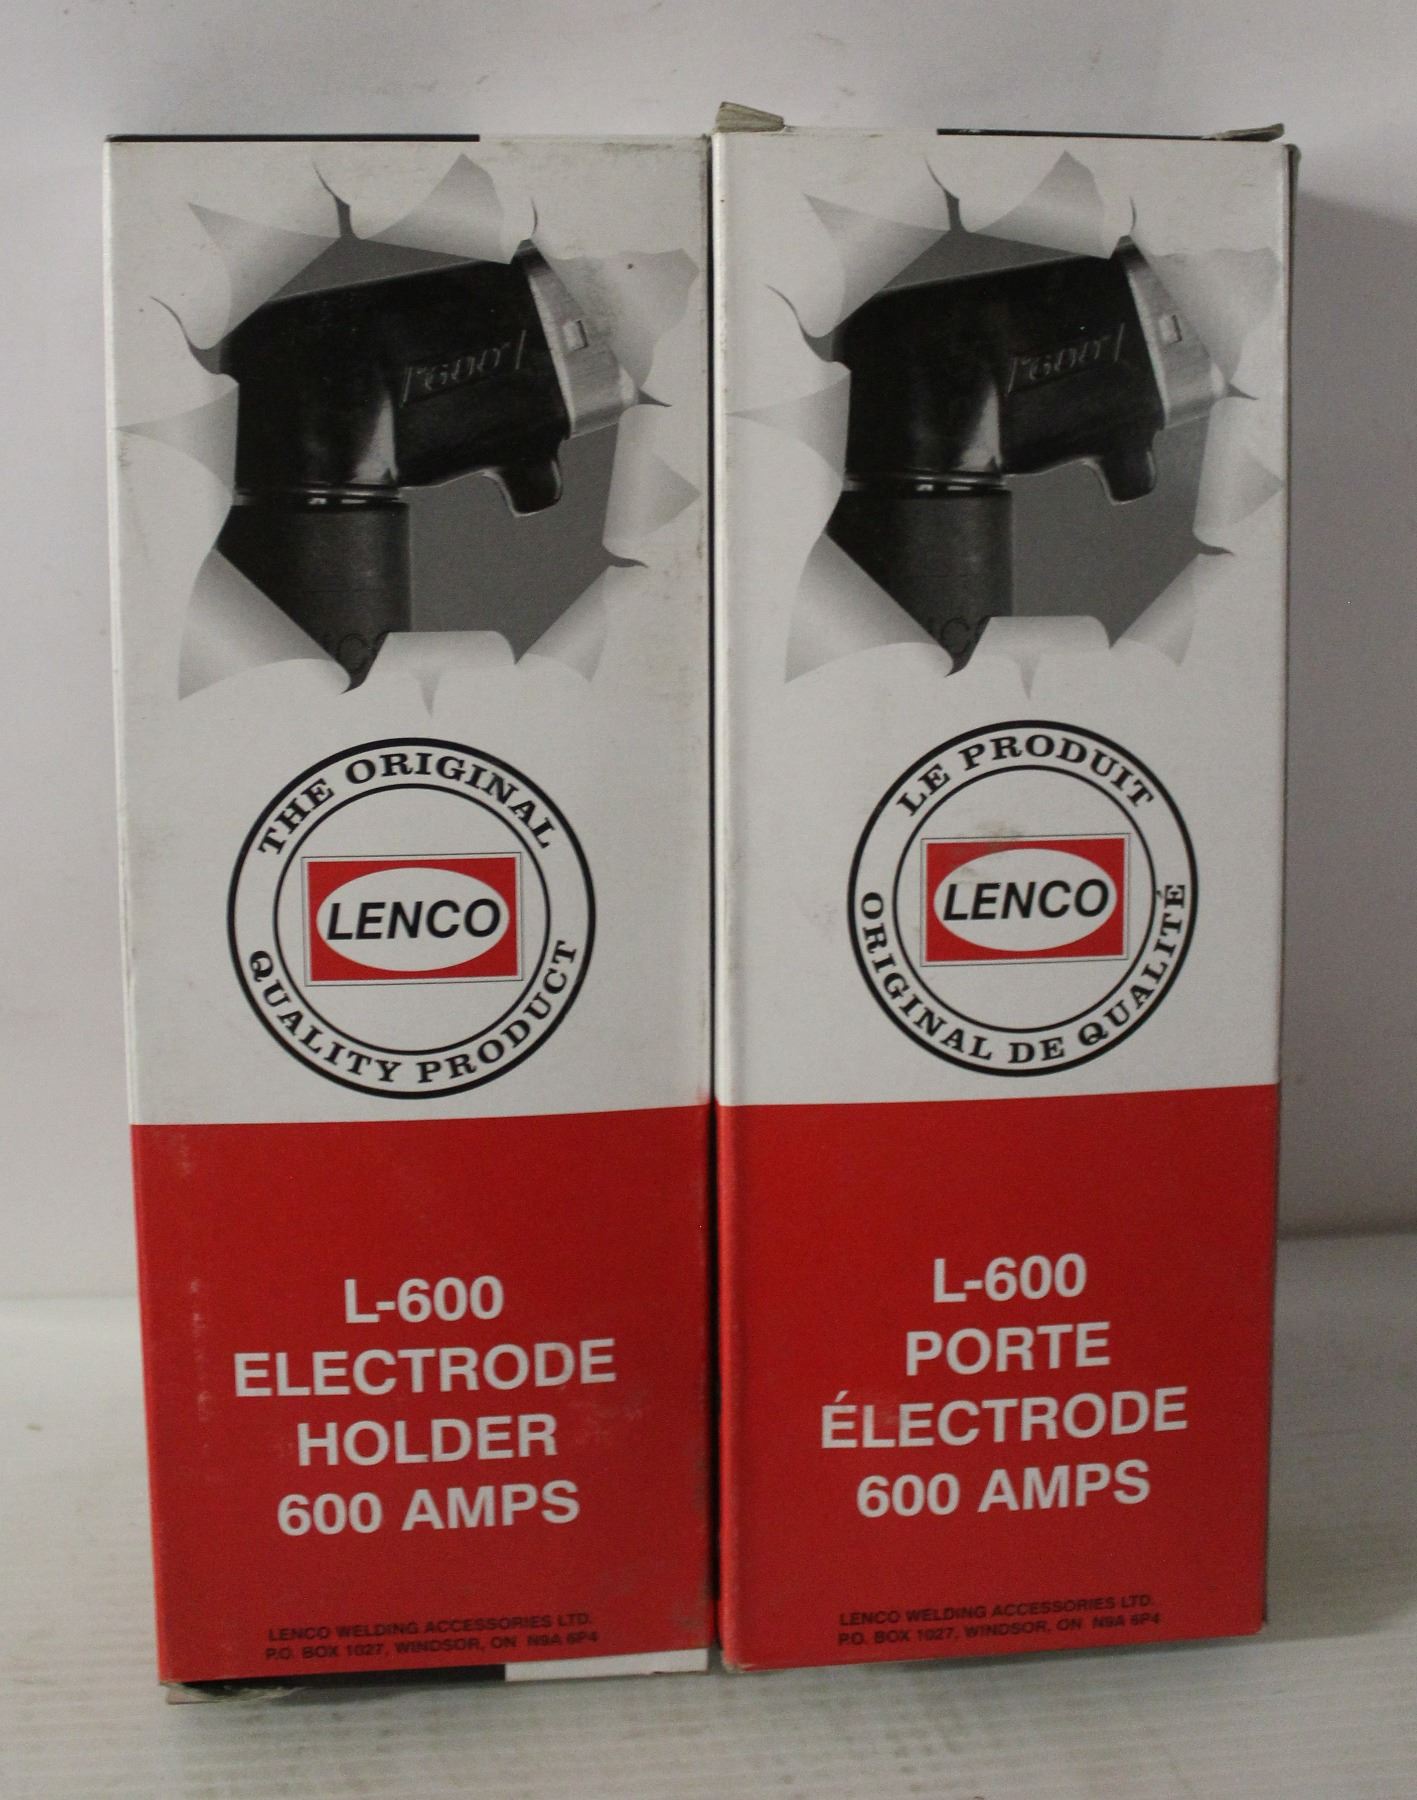 THE ORIGINAL
LENCO
QUALITY PRODUCT
L-600
ELECTRODE
HOLDER
600 AMPS
LENCO WELDING ACCESSORIES LTD.
P.O. BOX 1027, WINDSOR, ON N9A 6P4
LE PRODUIT
LENCO
ORIGINAL DE QUALITÉ
L-600
PORTE
ÉLECTRODE
600 AMPS
LENCO WELDING ACCESSORIES LTD.
P.O. BOX 1027, WINDSOR, ON N9A 6P4